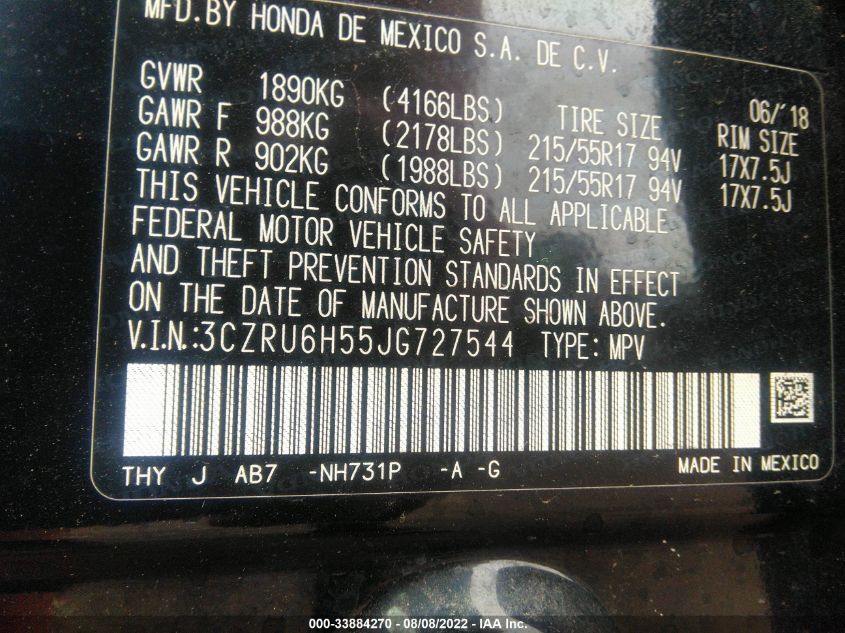 MFD.BY HONDA DE MEXICO S.A. DE C.V.
06/'18
GVWR 1890KG (4166LBS) TIRE SIZE RIM SIZE
GAWR F 988KG (2178LBS) 215/55R17 94V 17X7.5J
GAWR R 902KG (1988LBS) 215/55R17 94V 17X7.5J
THIS VEHICLE CONFORMS TO ALL APPLICABLE
FEDERAL MOTOR VEHICLE SAFETY
AND THEFT PREVENTION STANDARDS IN EFFECT
ON THE DATE OF MANUFACTURE SHOWN ABOVE.
V.I.N.:3CZRU6H55JG727544 TYPE: MPV
THY J AB7 -NH731P -A -G MADE IN MEXICO
000-33884270 - 08/08/2022 - IAA Inc.